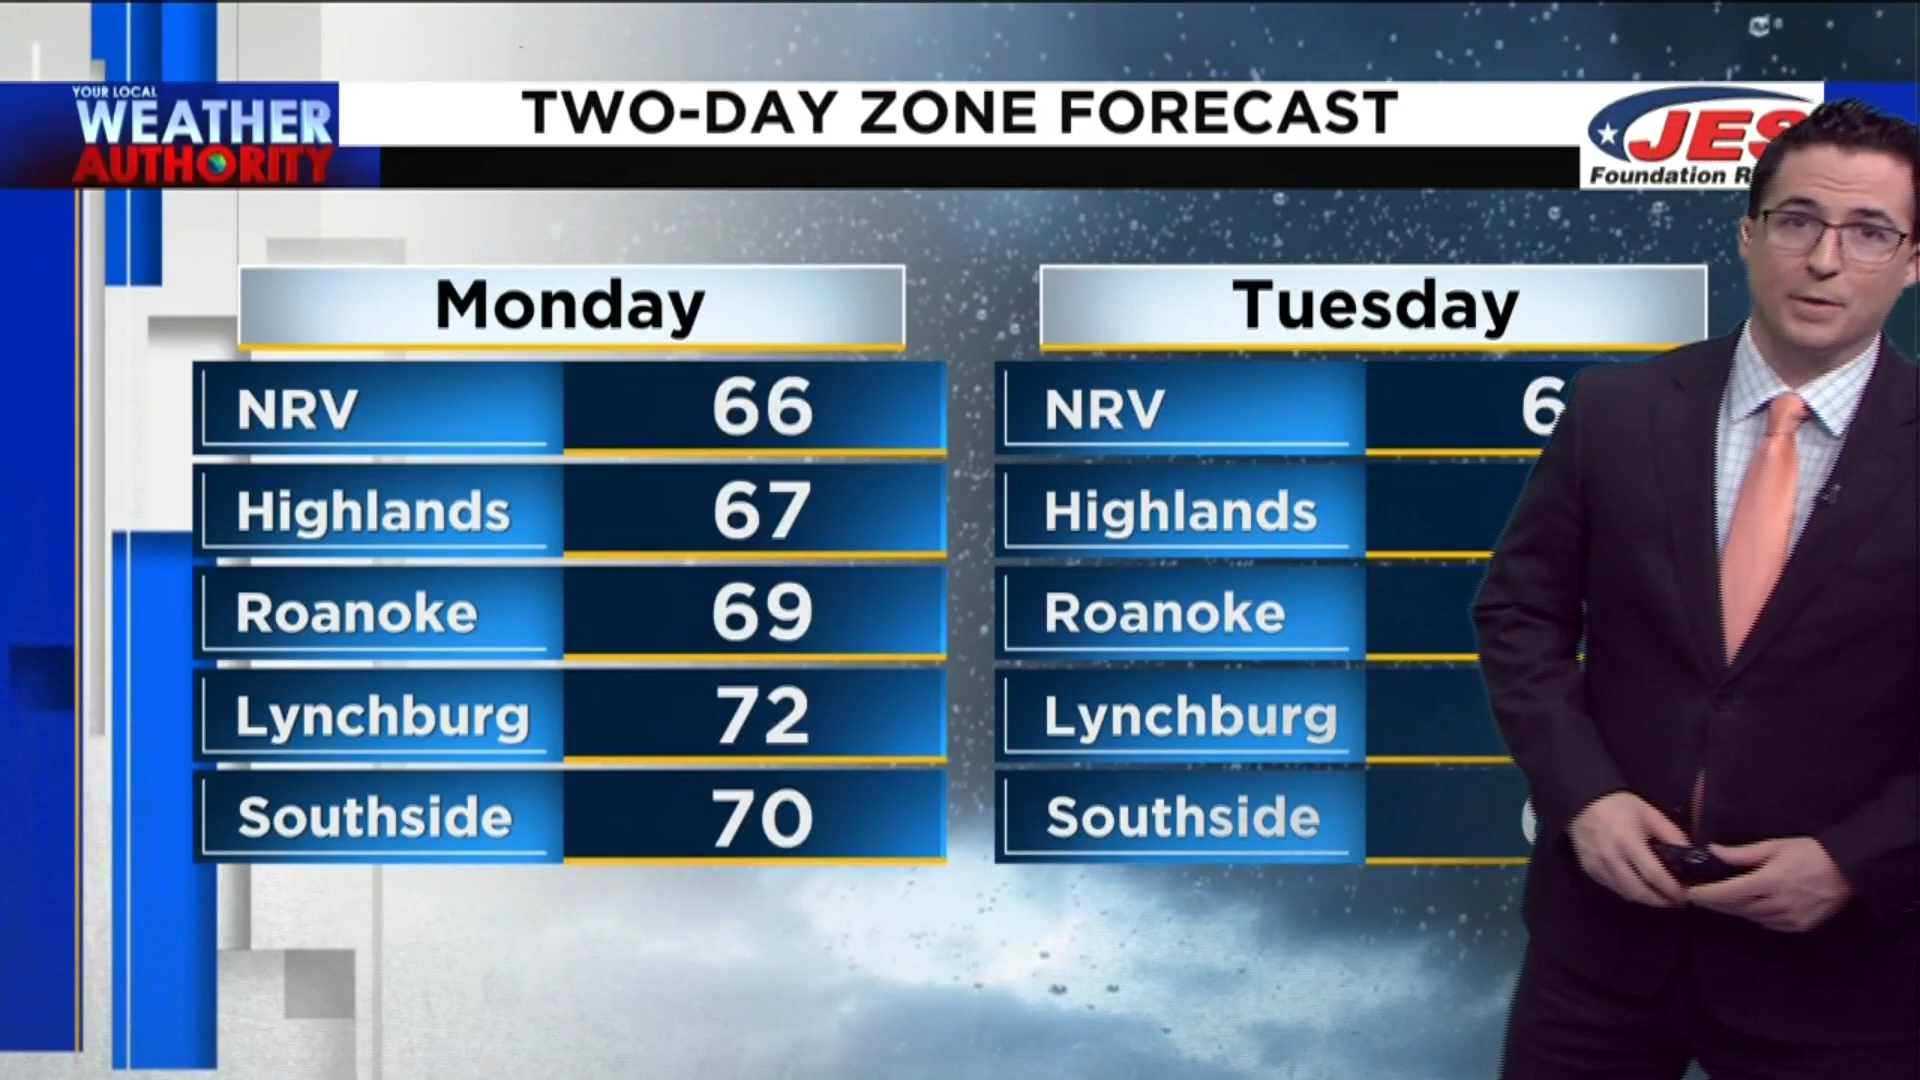 YOUR LOCAL
WEATHER
AUTHORITY
TWO-DAY ZONE FORECAST
JES
Foundation
Monday
NRV 66
Highlands 67
Roanoke 69
Lynchburg 72
Southside 70
Tuesday
NRV
Highlands
Roanoke
Lynchburg
Southside